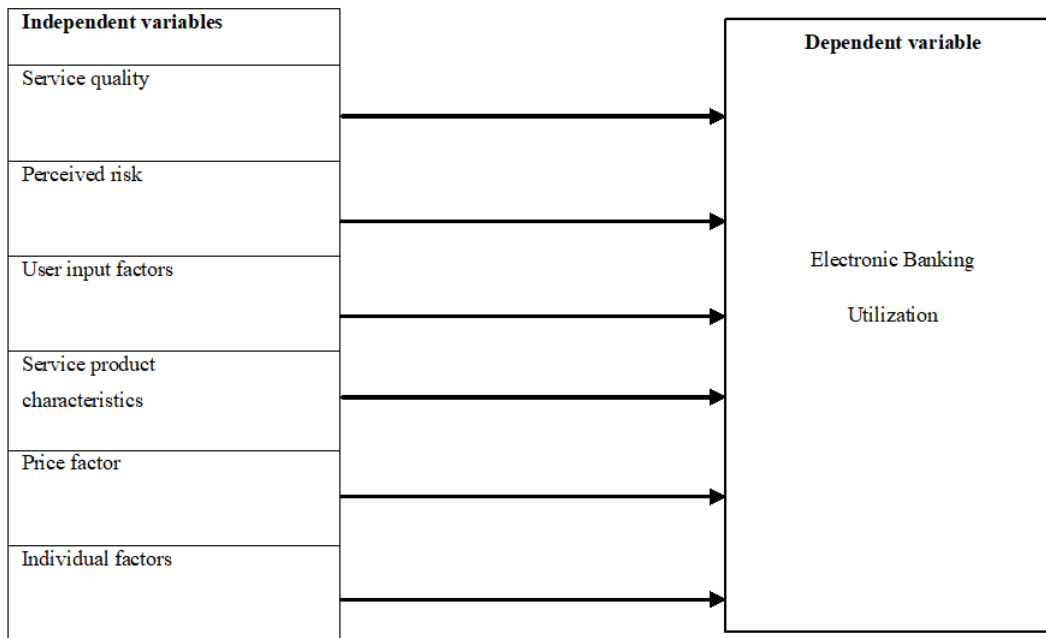 Independent variables
Service quality
Perceived risk
User input factors
Service product
characteristics
Price factor
Individual factors
Dependent variable
Electronic Banking
Utilization